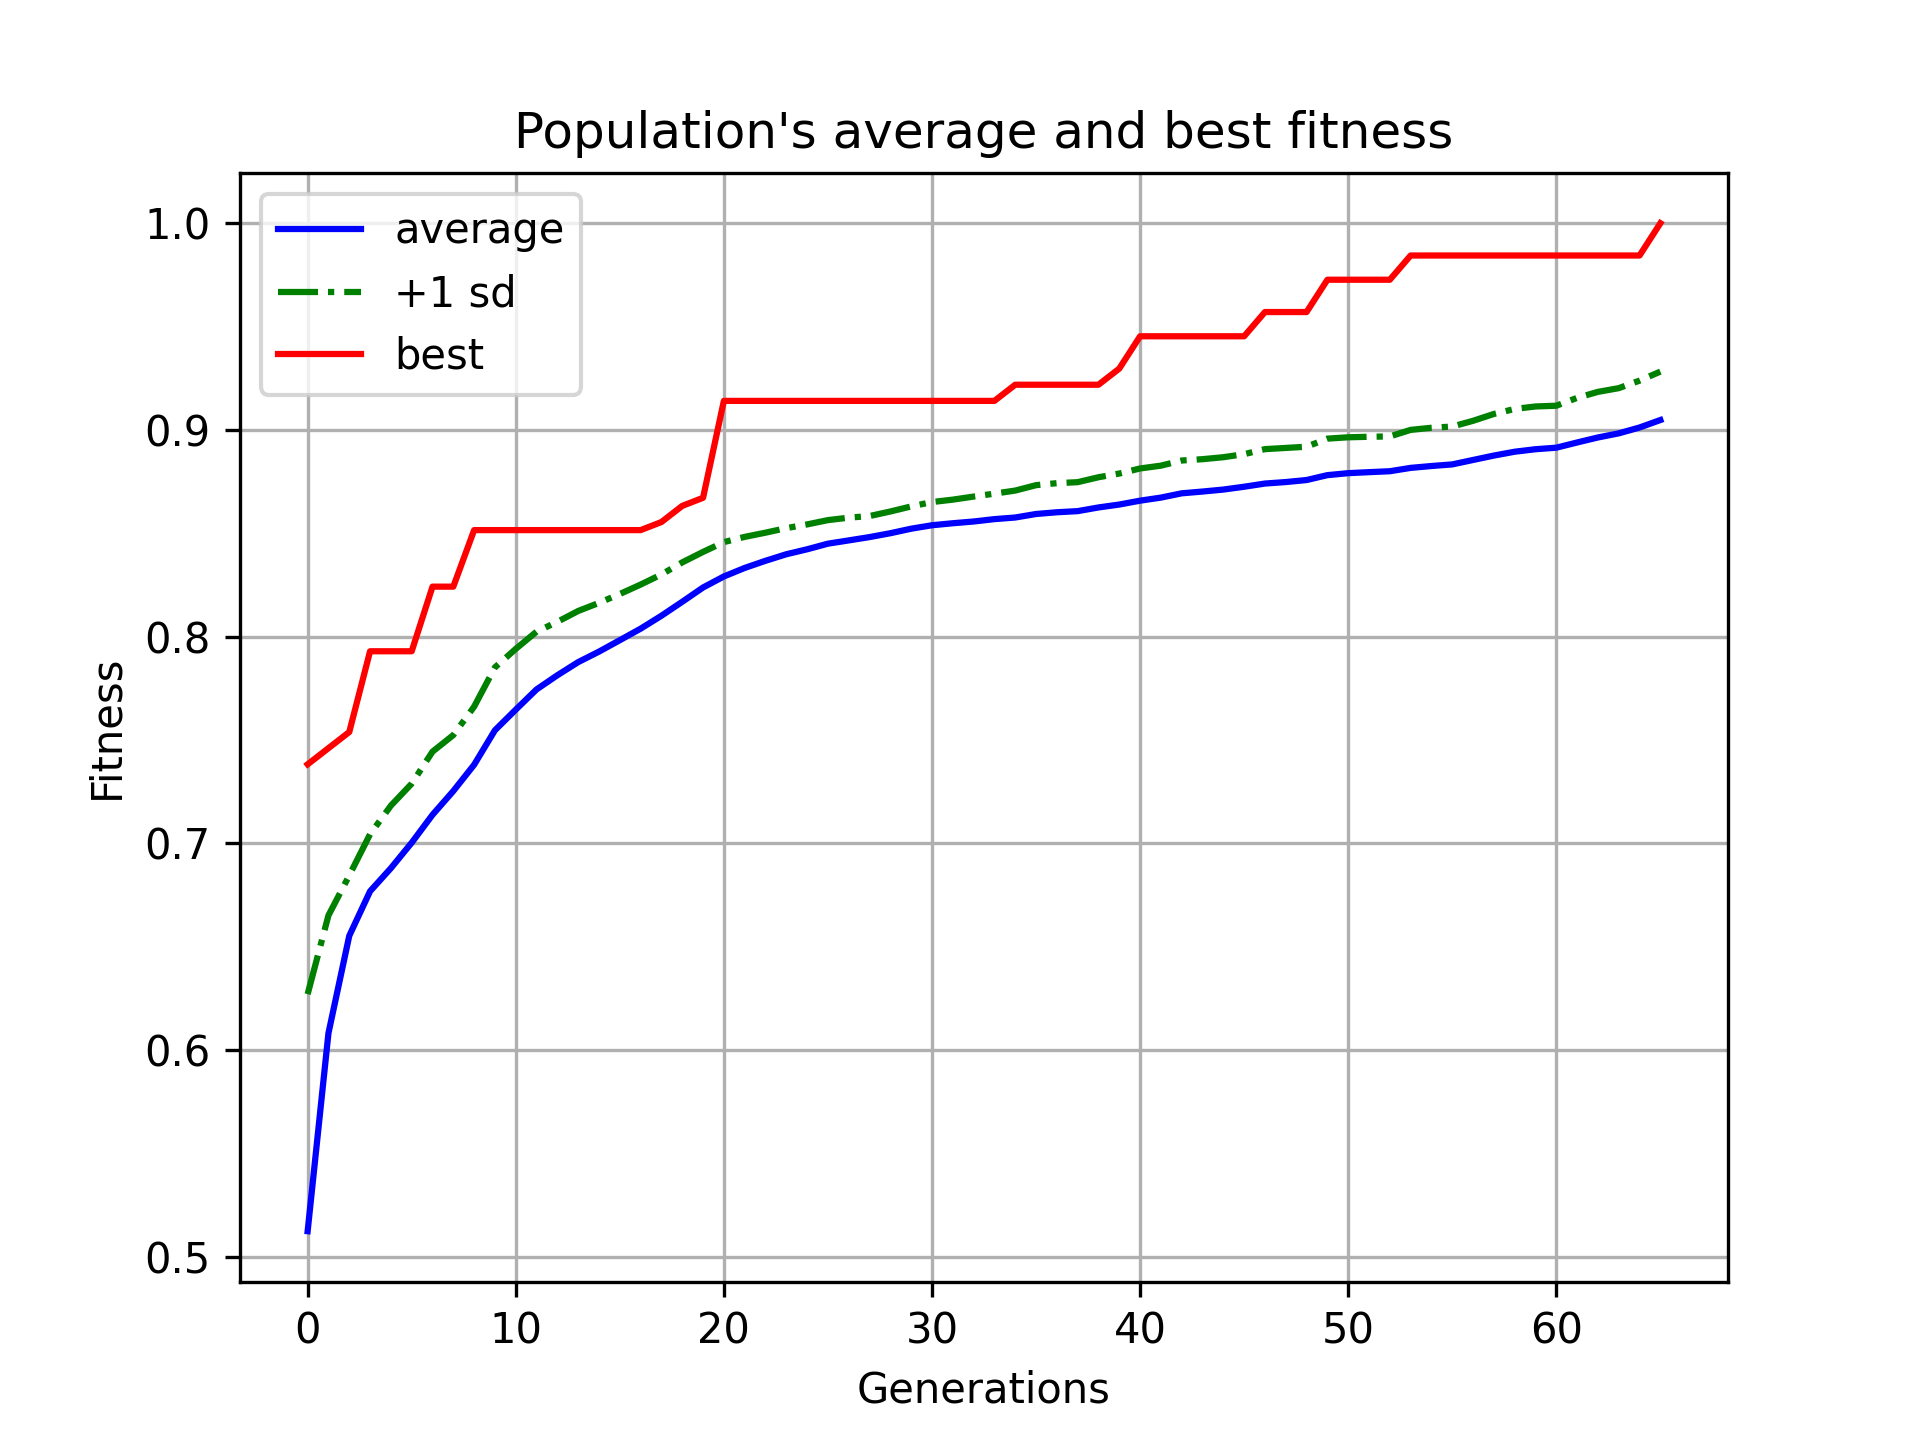 Population's average and best fitness
average
+1 sd
best
1.0
0.9
0.8
0.7
0.6
0.5
Fitness
0 10 20 30 40 50 60
Generations